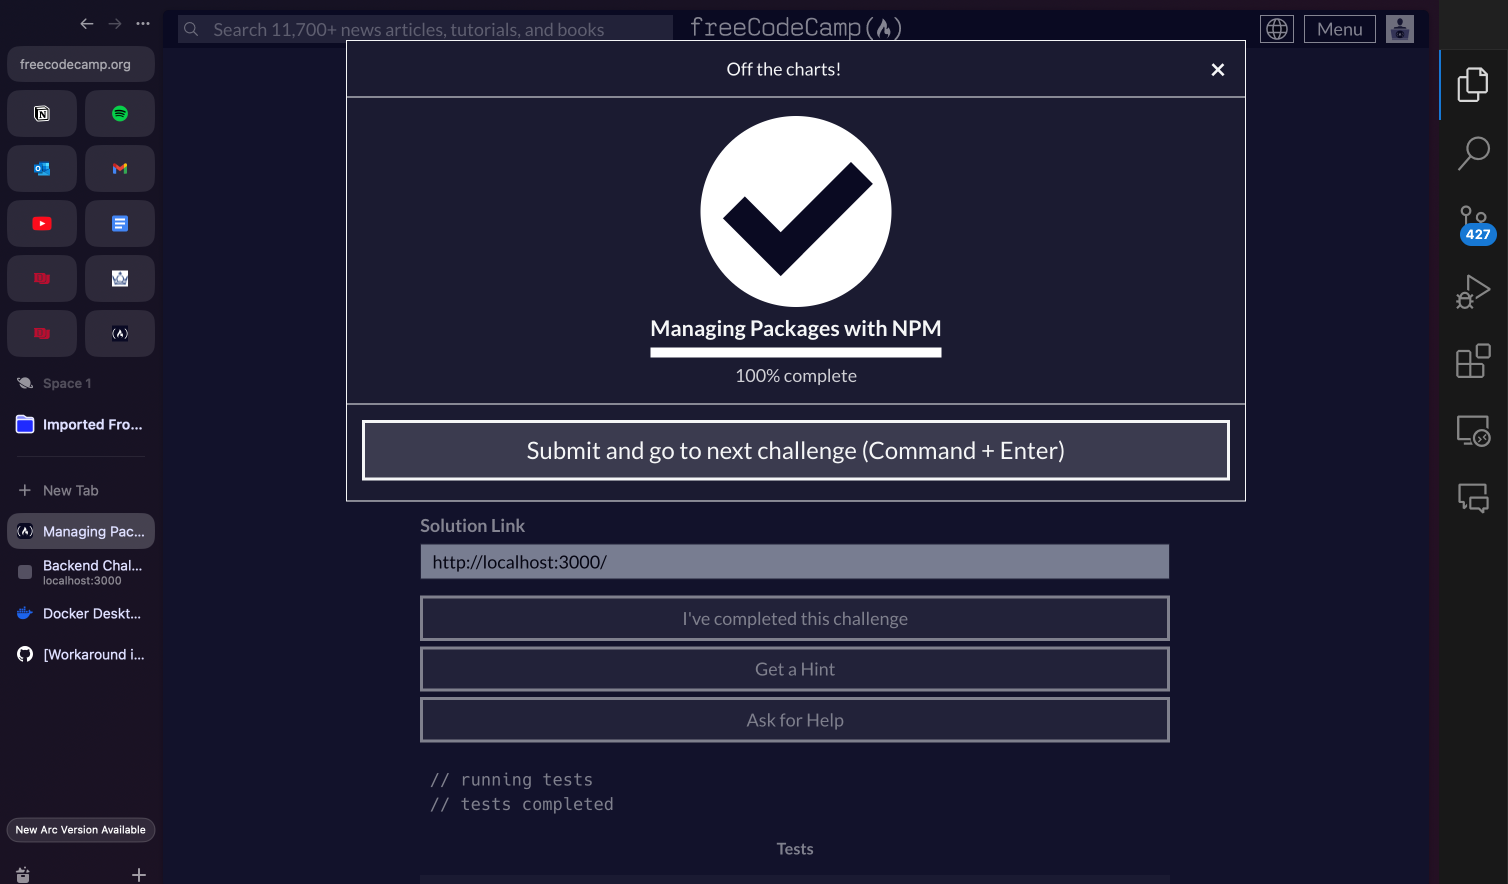 freecodecamp.org
Space 1
Imported Fro...
New Tab
Managing Pac...
Backend Chal...
localhost:3000
Docker Deskt...
[Workaround i...
New Arc Version Available
Search 11,700+ news articles, tutorials, and books
freeCodeCamp
Menu
Off the charts!
Managing Packages with NPM
100% complete
Submit and go to next challenge (Command + Enter)
Solution Link
http://localhost:3000/
I've completed this challenge
Get a Hint
Ask for Help
// running tests
// tests completed
Tests
427